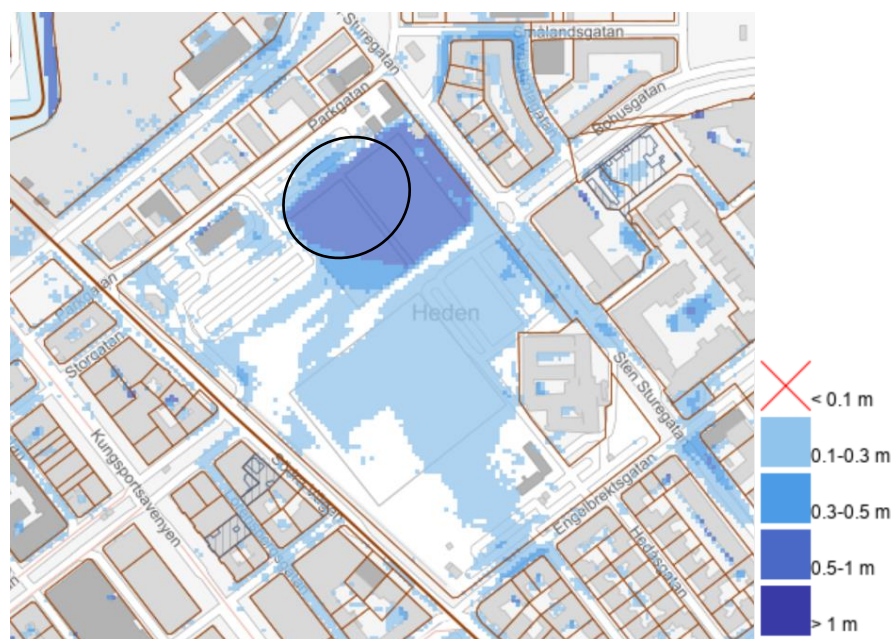 Smålandsgatan
Sturegatan
Parkgatan
Bohusgatan
Heden
Parkgatan
Storgatan
Sten Sturegata
Kungsportsavenyen
Engelbrektsgatan
Hedåsgatan
< 0.1 m
0.1-0.3 m
0.3-0.5 m
0.5-1 m
> 1 m